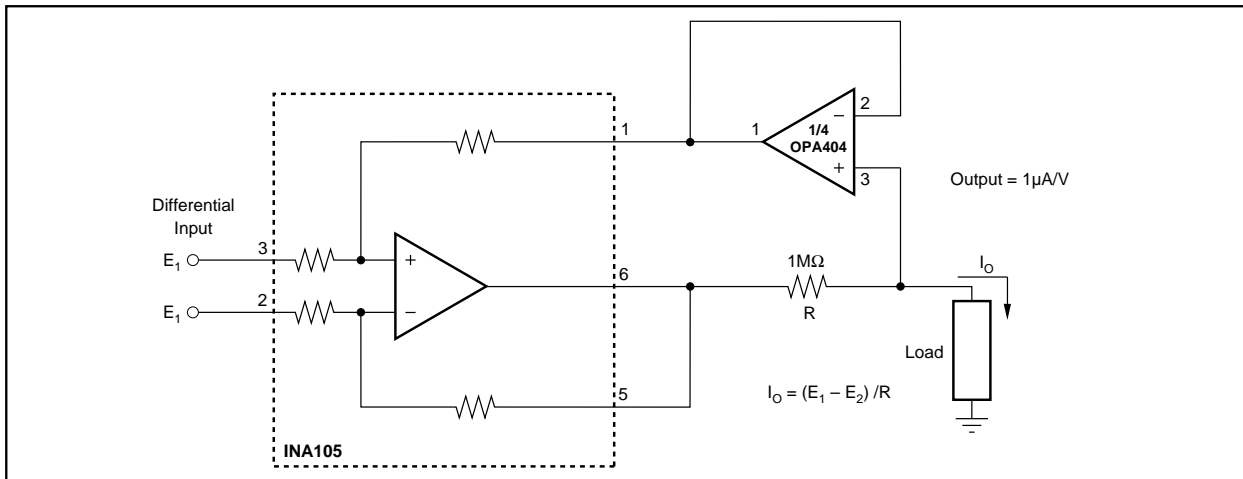 1
1
2
–
1/4
OPA404
+
3
Output = 1µA/V
Differential
Input
E₁
3
+
E₁
2
–
6
1MΩ
R
I_O
Load
5
I_O = (E₁ – E₂) /R
INA105